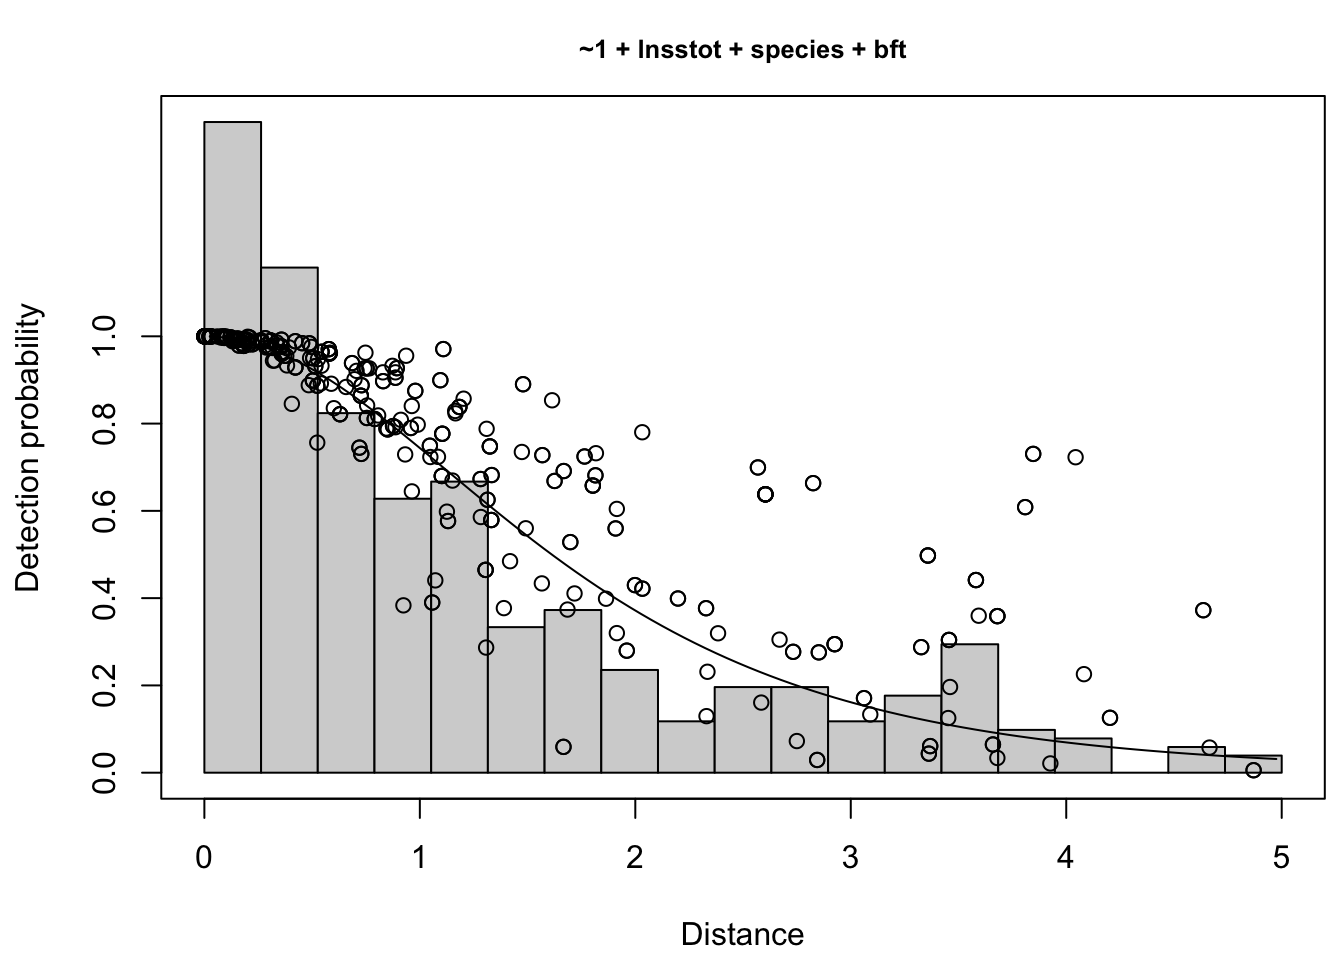 ~1 + lnsstot + species + bft
Detection probability
1.0
0.8
0.6
0.4
0.2
0.0
0 1 2 3 4 5
Distance